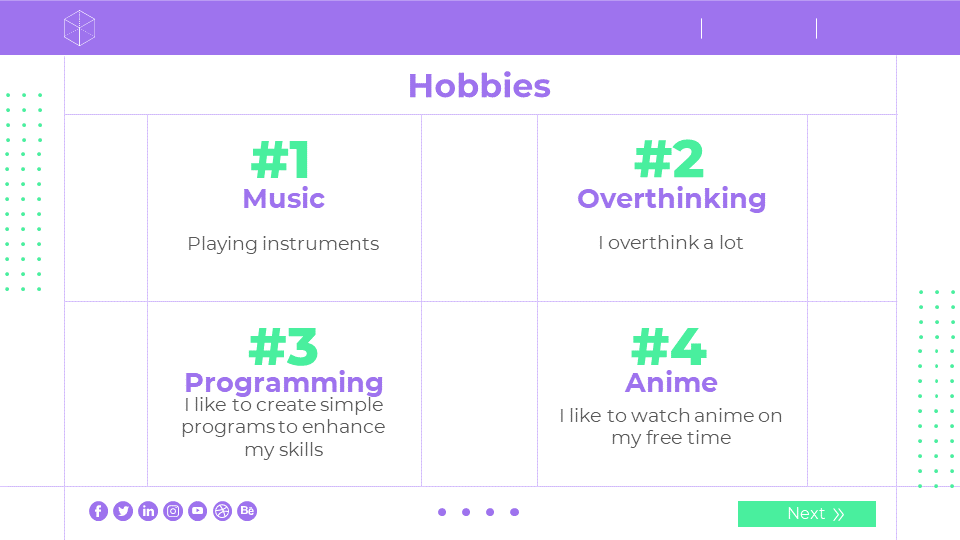 Hobbies
#1
Music
Playing instruments
#2
Overthinking
I overthink a lot
#3
Programming
I like to create simple
programs to enhance
my skills
#4
Anime
I like to watch anime on
my free time
Next